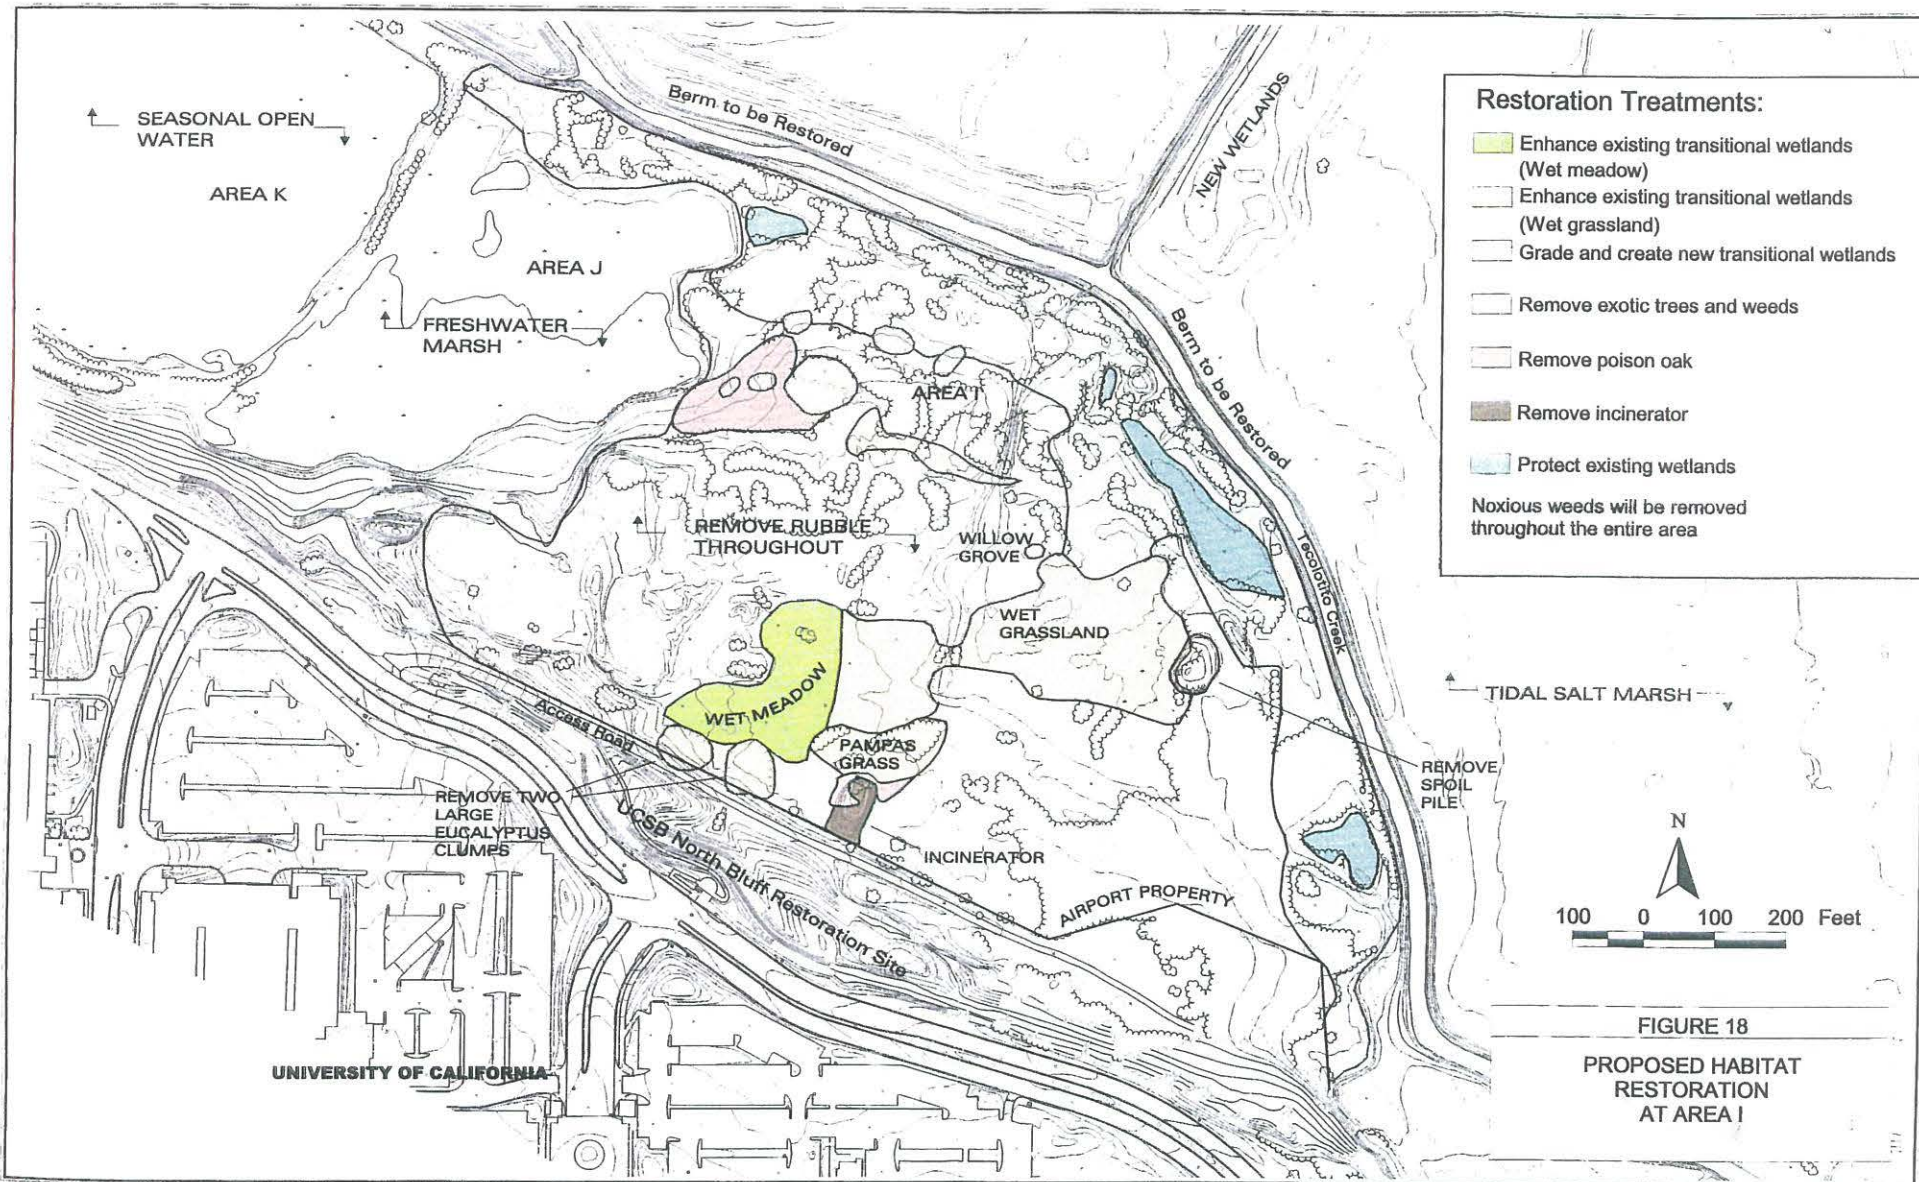 SEASONAL OPEN
WATER
AREA K
Berm to be Restored
NEW WETLANDS
AREA J
FRESHWATER
MARSH
AREA I
Berm to be Restored
REMOVE RUBBLE
THROUGHOUT
WILLOW
GROVE
WET
GRASSLAND
Tecolotito Creek
WET MEADOW
Access Road
PAMPAS
GRASS
REMOVE TWO
LARGE
EUCALYPTUS
CLUMPS
UCSB North Bluff Restoration Site
INCINERATOR
AIRPORT PROPERTY
REMOVE
SPOIL
PILE
TIDAL SALT MARSH
UNIVERSITY OF CALIFORNIA
Restoration Treatments:
Enhance existing transitional wetlands
(Wet meadow)
Enhance existing transitional wetlands
(Wet grassland)
Grade and create new transitional wetlands
Remove exotic trees and weeds
Remove poison oak
Remove incinerator
Protect existing wetlands
Noxious weeds will be removed
throughout the entire area
N
100 0 100 200 Feet
FIGURE 18
PROPOSED HABITAT
RESTORATION
AT AREA I